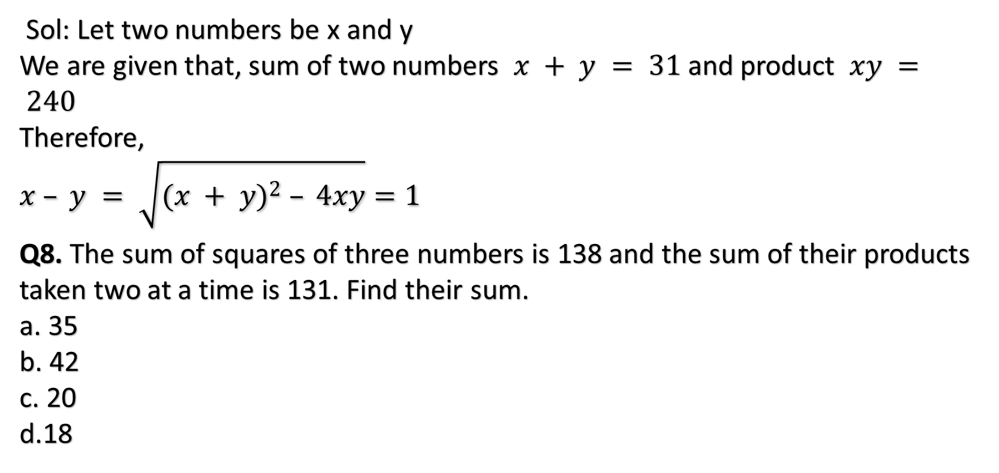 Sol: Let two numbers be x and y
We are given that, sum of two numbers x + y = 31 and product xy =
240
Therefore,
x – y = √(x + y)² – 4xy = 1
Q8. The sum of squares of three numbers is 138 and the sum of their products
taken two at a time is 131. Find their sum.
a. 35
b. 42
c. 20
d.18